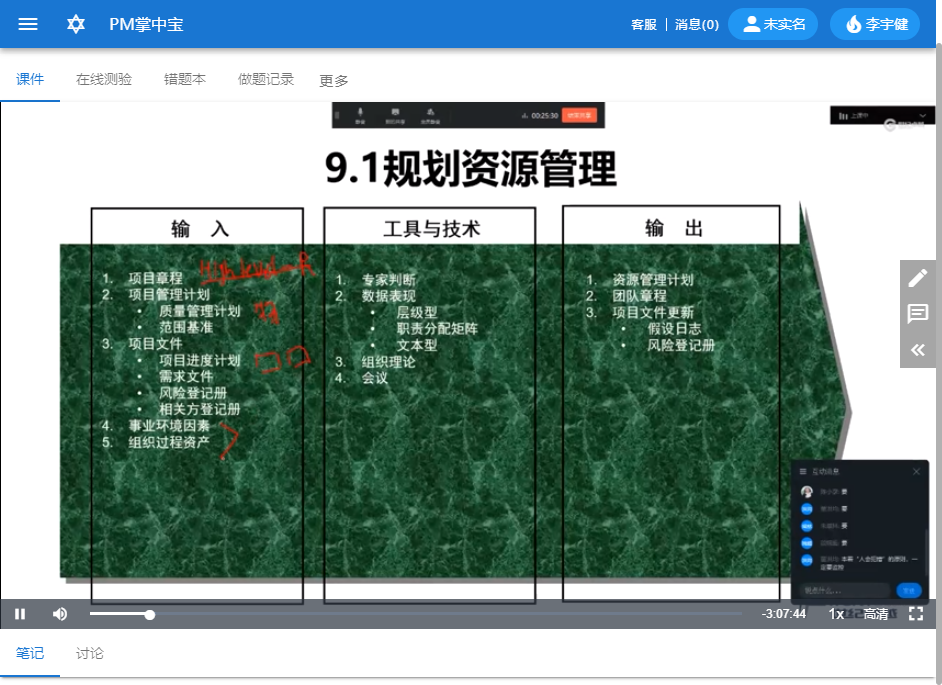 PM掌中宝
客服
消息(0)
未实名
李宇健
课件
在线测验
错题本
做题记录
更多
00:25:30
结束共享
上课中
9.1规划资源管理
输 入
1. 项目章程
High level
2. 项目管理计划
• 质量管理计划
• 范围基准
3. 项目文件
• 项目进度计划
• 需求文件
• 风险登记册
• 相关方登记册
4. 事业环境因素
5. 组织过程资产
工具与技术
1. 专家判断
2. 数据表现
• 层级型
• 职责分配矩阵
• 文本型
3. 组织理论
4. 会议
输 出
1. 资源管理计划
2. 团队章程
3. 项目文件更新
• 假设日志
• 风险登记册
互动消息
说点什么...
-3:07:44
1x
高清
笔记
讨论